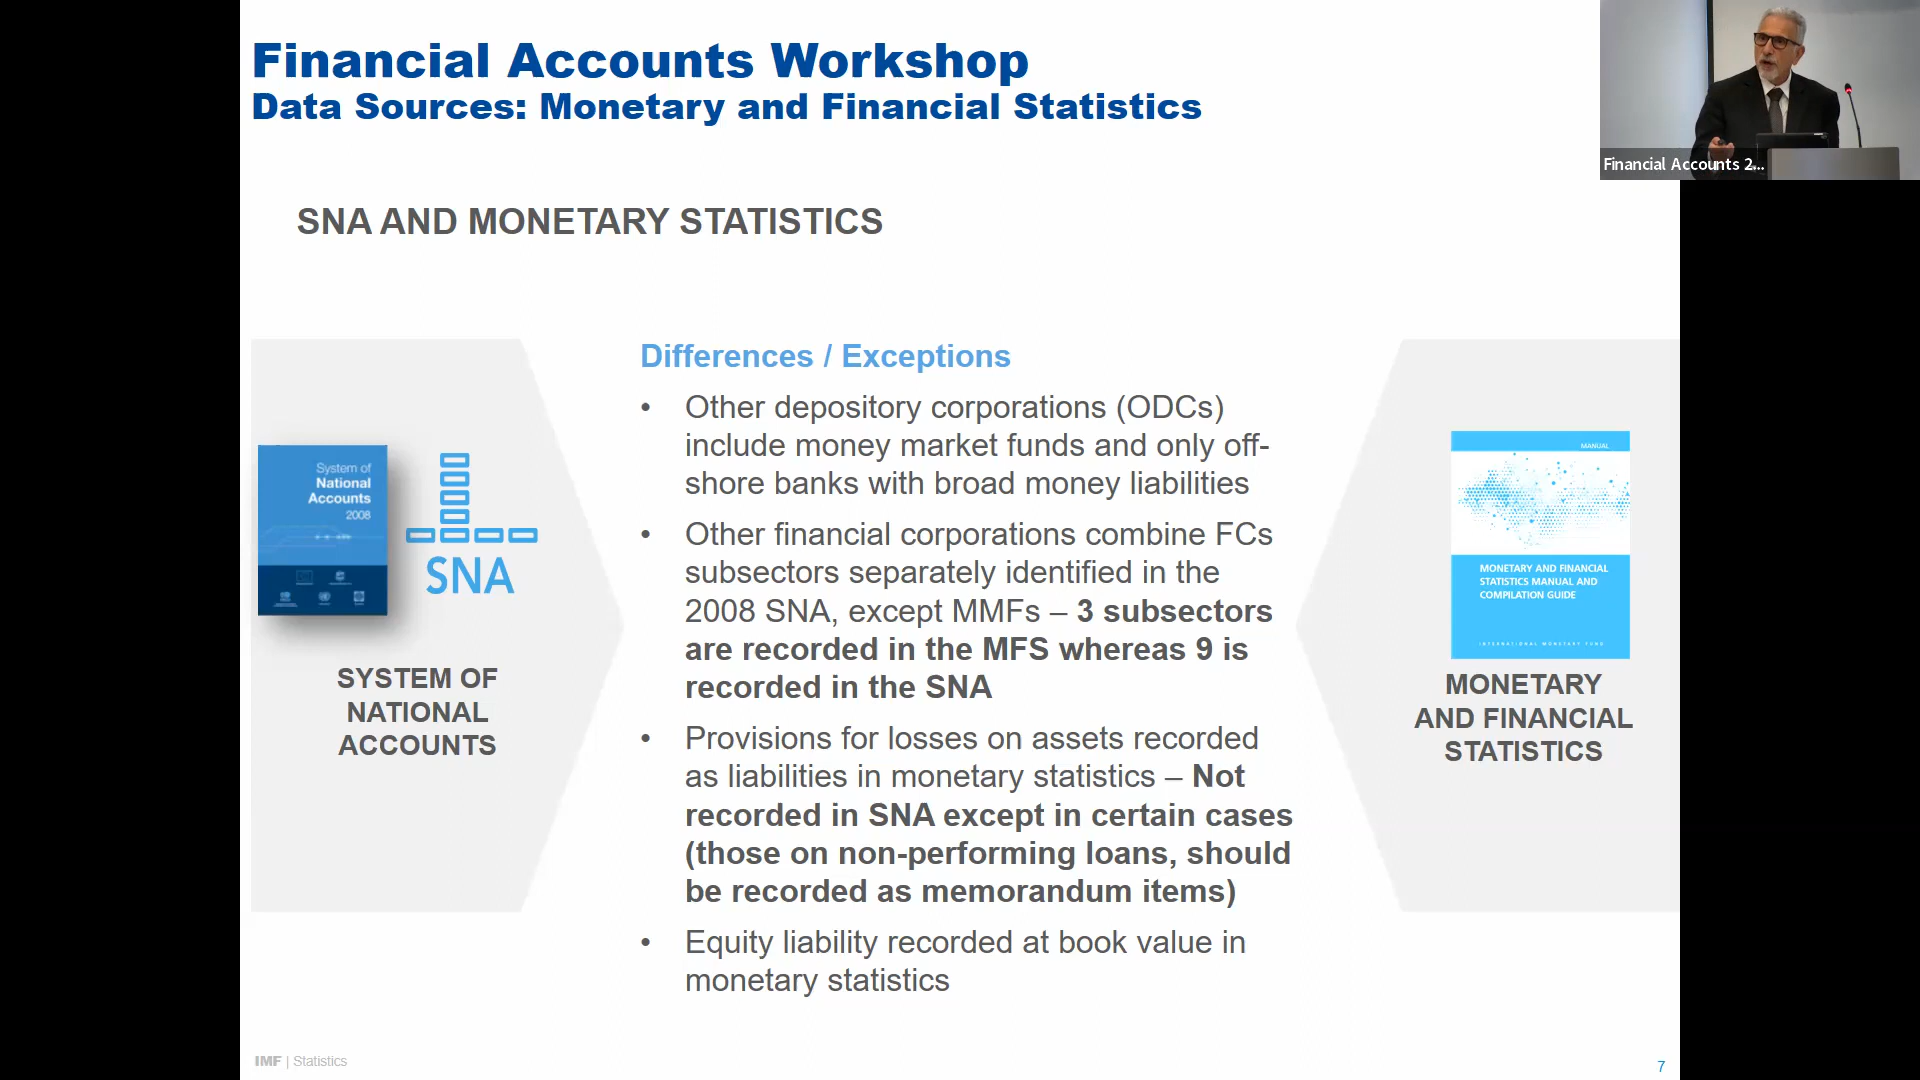 Financial Accounts Workshop
Data Sources: Monetary and Financial Statistics
Financial Accounts 2...
SNA AND MONETARY STATISTICS
System of
National
Accounts
2008
SNA
SYSTEM OF
NATIONAL
ACCOUNTS
Differences / Exceptions
• Other depository corporations (ODCs)
include money market funds and only off-
shore banks with broad money liabilities
• Other financial corporations combine FCs
subsectors separately identified in the
2008 SNA, except MMFs – 3 subsectors
are recorded in the MFS whereas 9 is
recorded in the SNA
• Provisions for losses on assets recorded
as liabilities in monetary statistics – Not
recorded in SNA except in certain cases
(those on non-performing loans, should
be recorded as memorandum items)
• Equity liability recorded at book value in
monetary statistics
MANUAL
MONETARY AND FINANCIAL
STATISTICS MANUAL AND
COMPILATION GUIDE
INTERNATIONAL MONETARY FUND
MONETARY
AND FINANCIAL
STATISTICS
IMF | Statistics
7